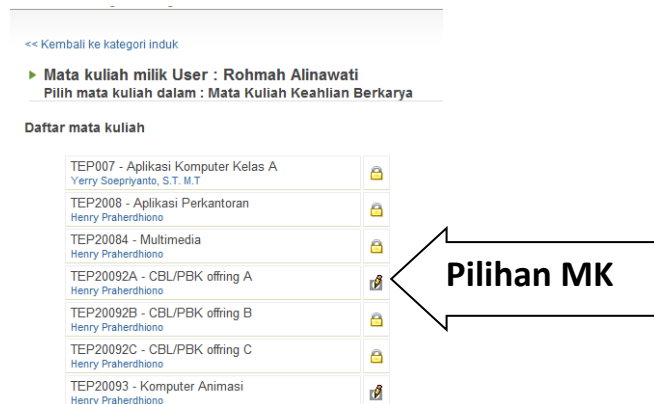 << Kembali ke kategori induk
Mata kuliah milik User : Rohmah Alinawati
Pilih mata kuliah dalam : Mata Kuliah Keahlian Berkarya
Daftar mata kuliah
TEP007 - Aplikasi Komputer Kelas A
Yerry Soepriyanto, S.T. M.T
TEP2008 - Aplikasi Perkantoran
Henry Praherdhiono
TEP20084 - Multimedia
Henry Praherdhiono
TEP20092A - CBL/PBK offring A
Henry Praherdhiono
Pilihan MK
TEP20092B - CBL/PBK offring B
Henry Praherdhiono
TEP20092C - CBL/PBK offring C
Henry Praherdhiono
TEP20093 - Komputer Animasi
Henry Praherdhiono